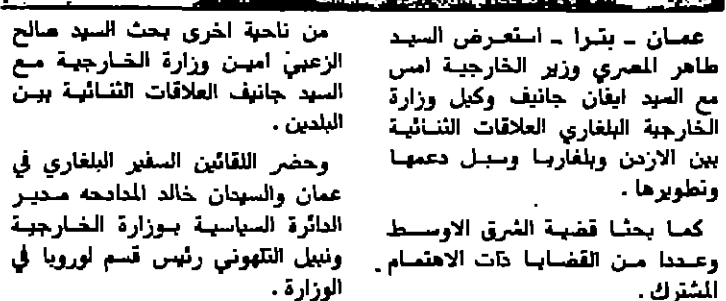 عمان - بترا - استعرض السيد
طاهر المصري وزير الخارجية امس
مع السيد ايفان جانيف وكيل وزارة
الخارجية البلغاري العلاقات الثنائية
بين الاردن وبلغاريا وسبل دعمها
وتطويرها .
كما بحثا قضية الشرق الاوسط
وعددا من القضايا ذات الاهتمام
المشترك .
من ناحية اخرى بحث السيد صالح
الزعبي امين وزارة الخارجية مع
السيد جانيف العلاقات الثنائية بين
البلدين .
وحضر اللقائين السفير البلغاري في
عمان والسيدان خالد المدادحه مدير
الدائرة السياسية بوزارة الخارجية
ونبيل التلهوني رئيس قسم لوروبا في
الوزارة .